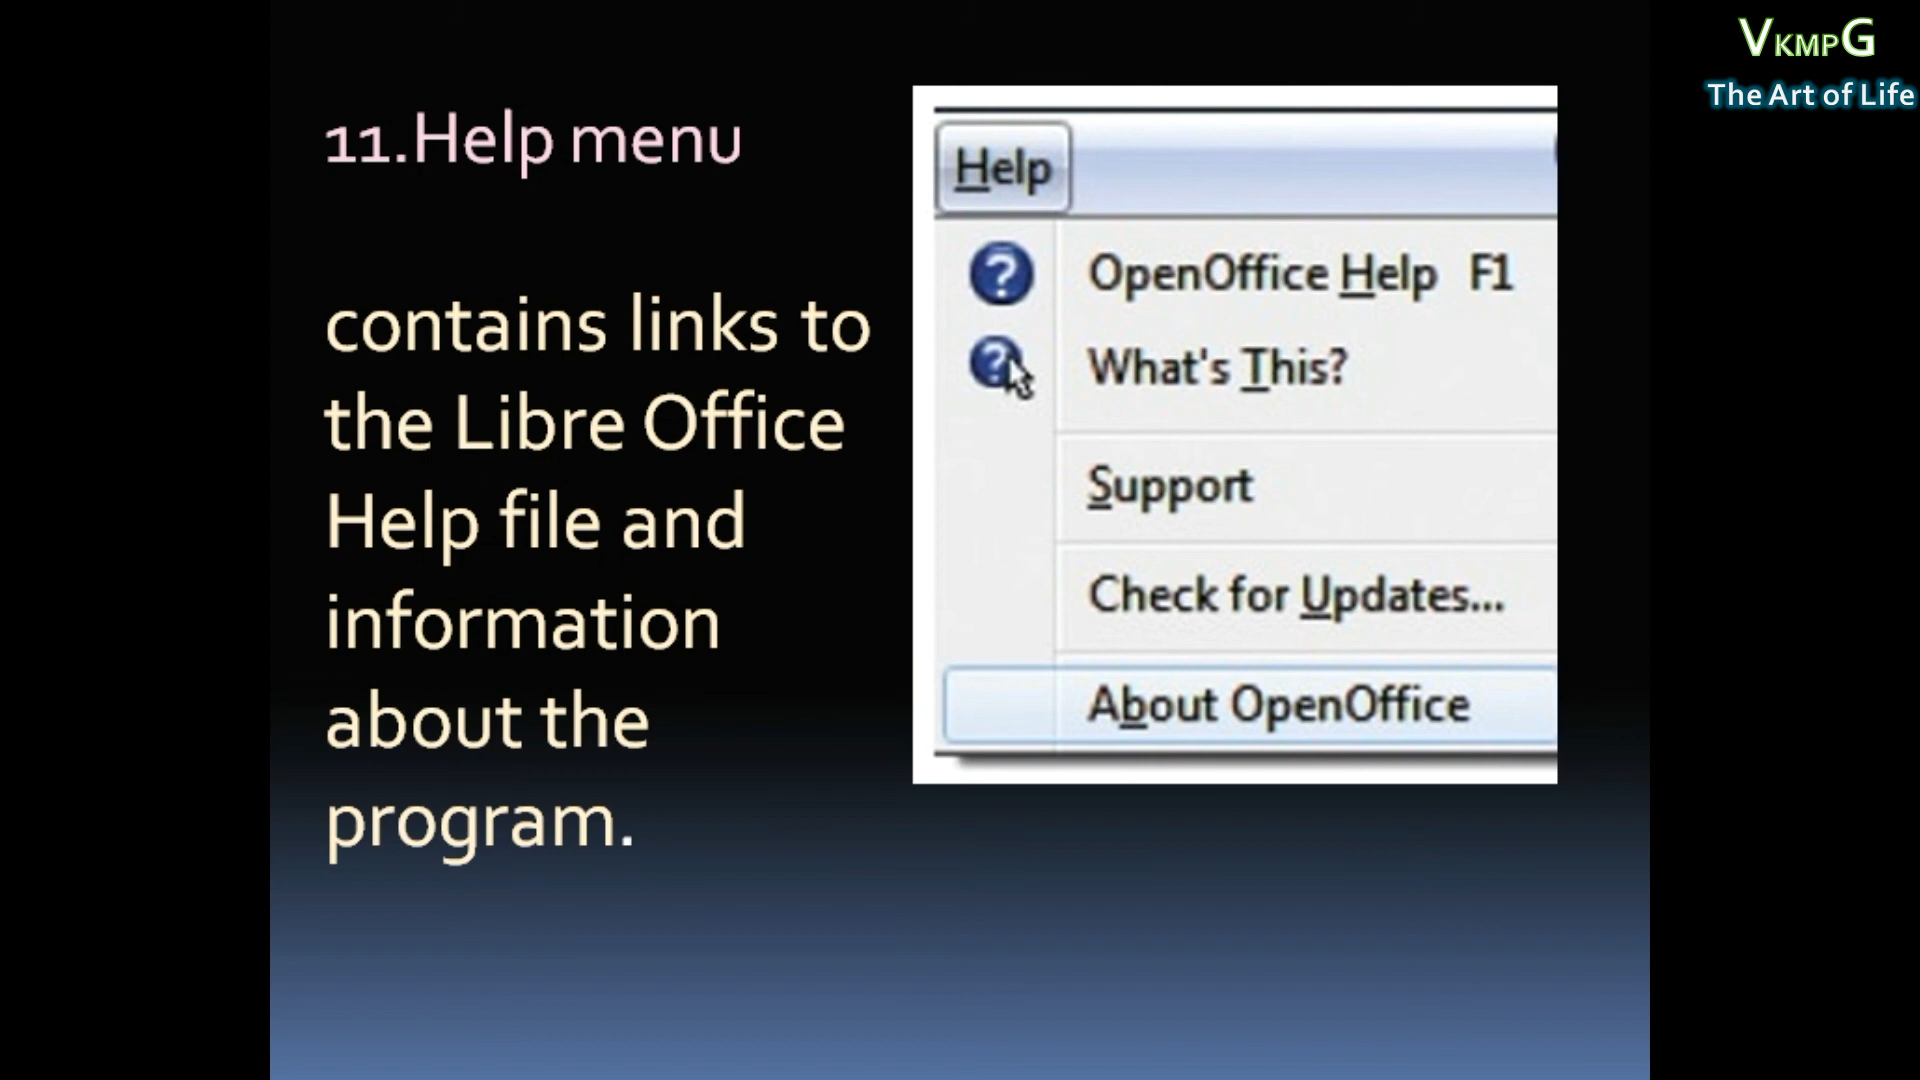 VKMPG
The Art of Life
11.Help menu
contains links to
the Libre Office
Help file and
information
about the
program.
Help
OpenOffice Help F1
What's This?
Support
Check for Updates...
About OpenOffice